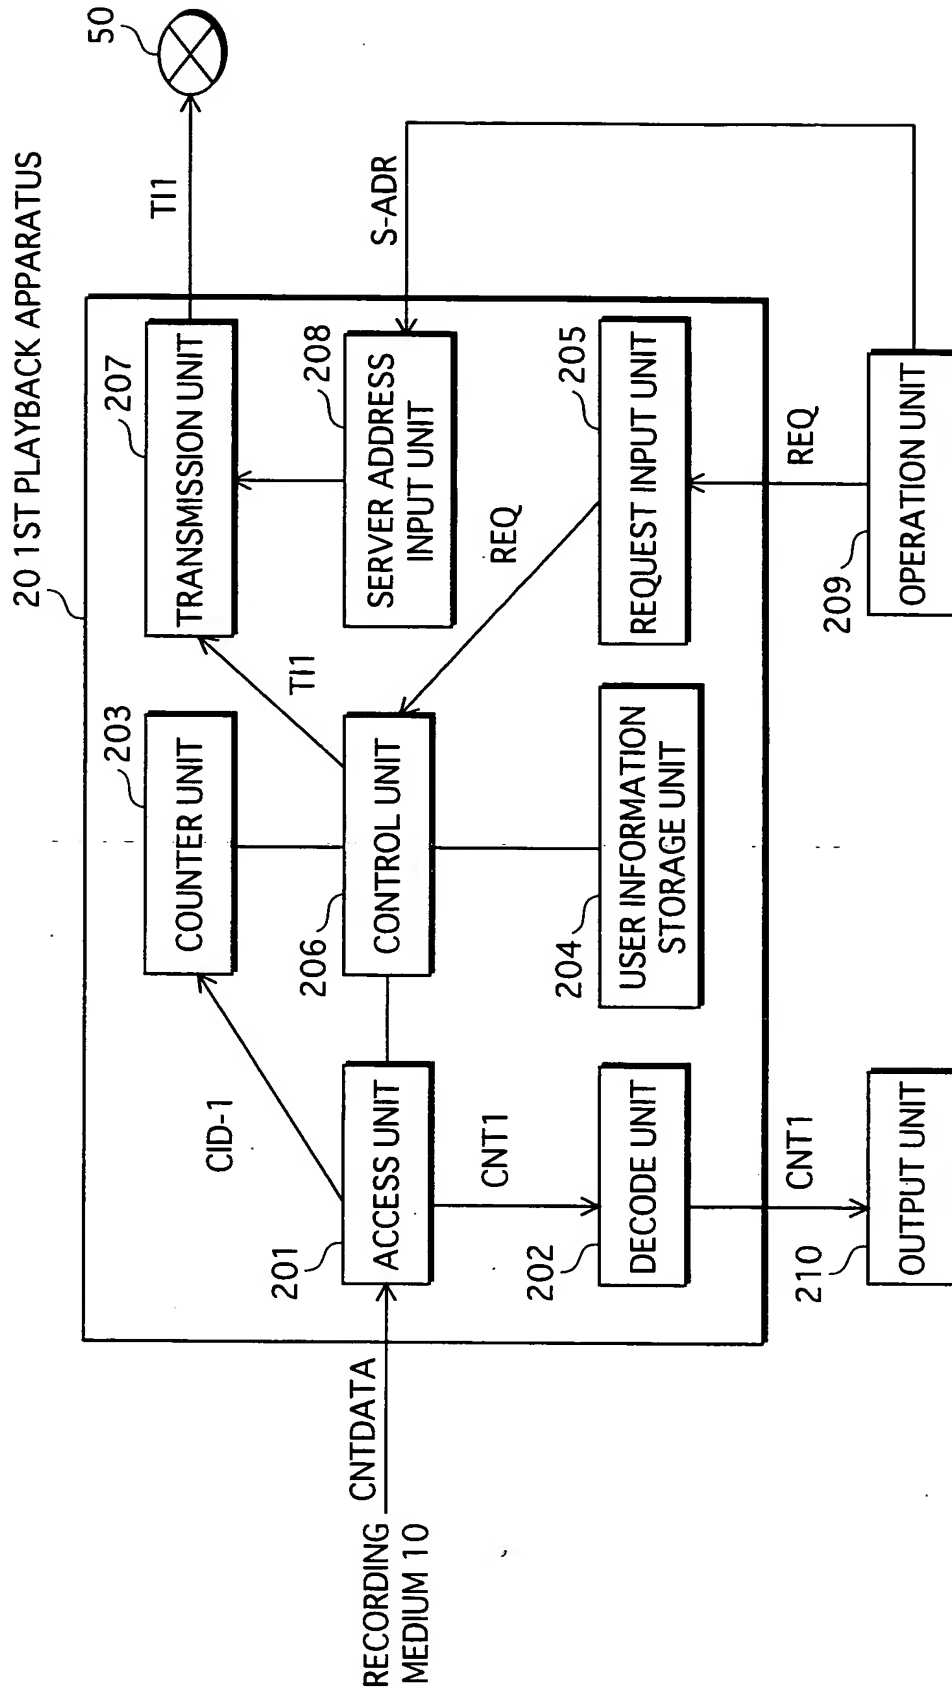 20 1ST PLAYBACK APPARATUS
50
TI1
207
TRANSMISSION UNIT
203
COUNTER UNIT
CID-1
TI1
S-ADR
208
SERVER ADDRESS
INPUT UNIT
RECORDING
MEDIUM 10
CNTDATA
201
ACCESS UNIT
206
CONTROL UNIT
REQ
205
REQUEST INPUT UNIT
CNT1
202
DECODE UNIT
204
USER INFORMATION
STORAGE UNIT
REQ
CNT1
210
OUTPUT UNIT
209
OPERATION UNIT